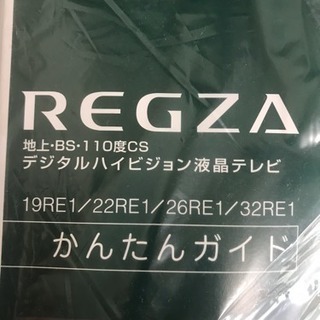 REGZA
地上・BS・110度CS
デジタルハイビジョン液晶テレビ
19RE1/22RE1/26RE1/32RE1
かんたんガイド